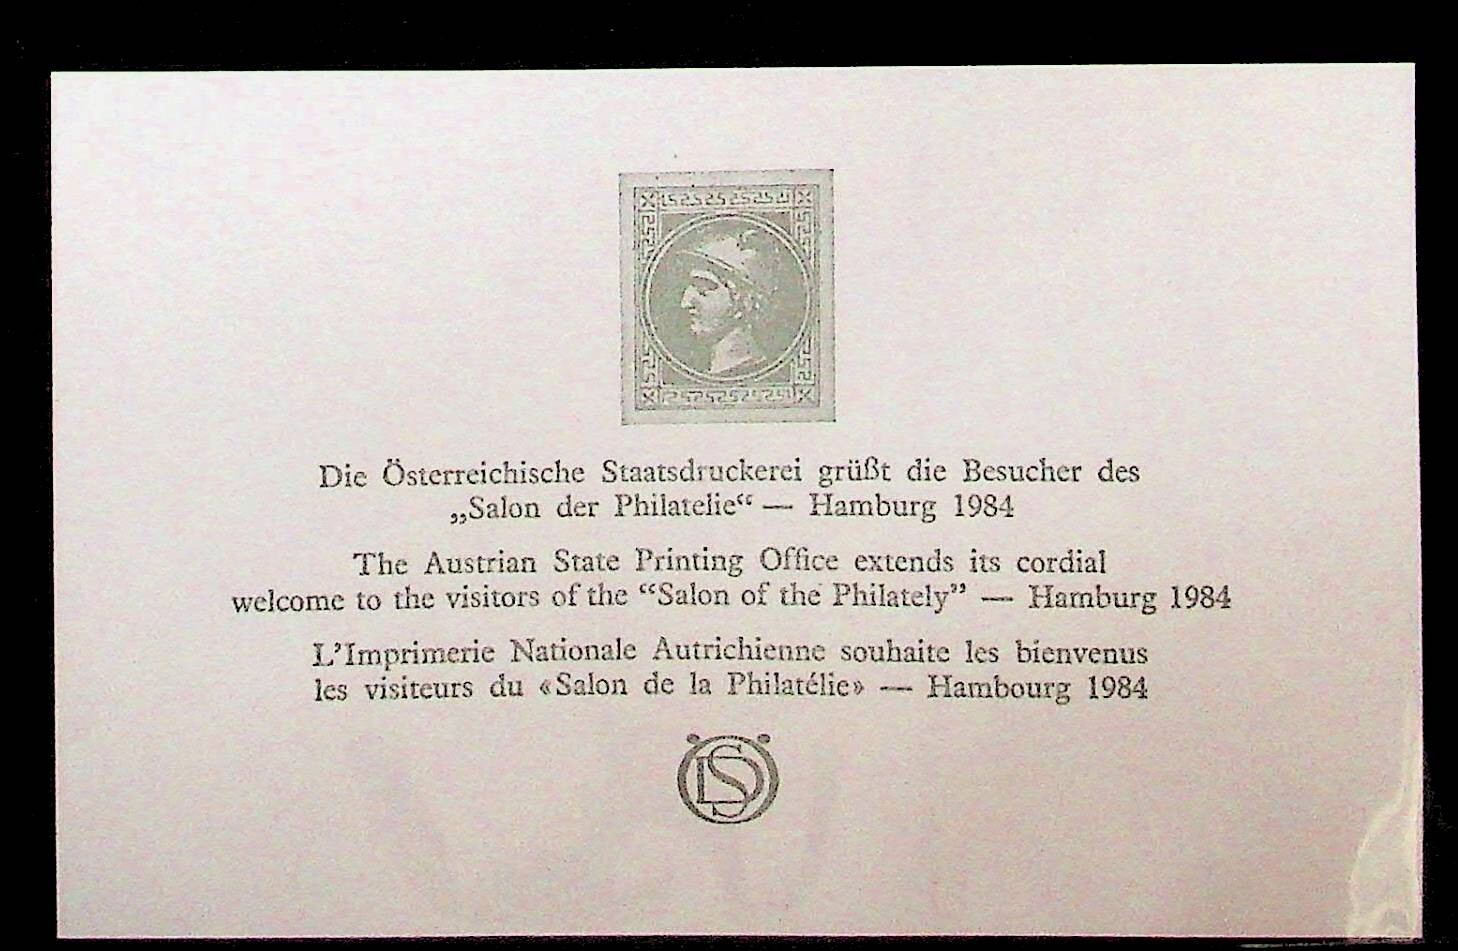 Die Österreichische Staatsdruckerei grüßt die Besucher des
„Salon der Philatelie“ — Hamburg 1984
The Austrian State Printing Office extends its cordial
welcome to the visitors of the “Salon of the Philately” — Hamburg 1984
L’Imprimerie Nationale Autrichienne souhaite les bienvenus
les visiteurs du «Salon de la Philatélie» — Hambourg 1984
ÖSD